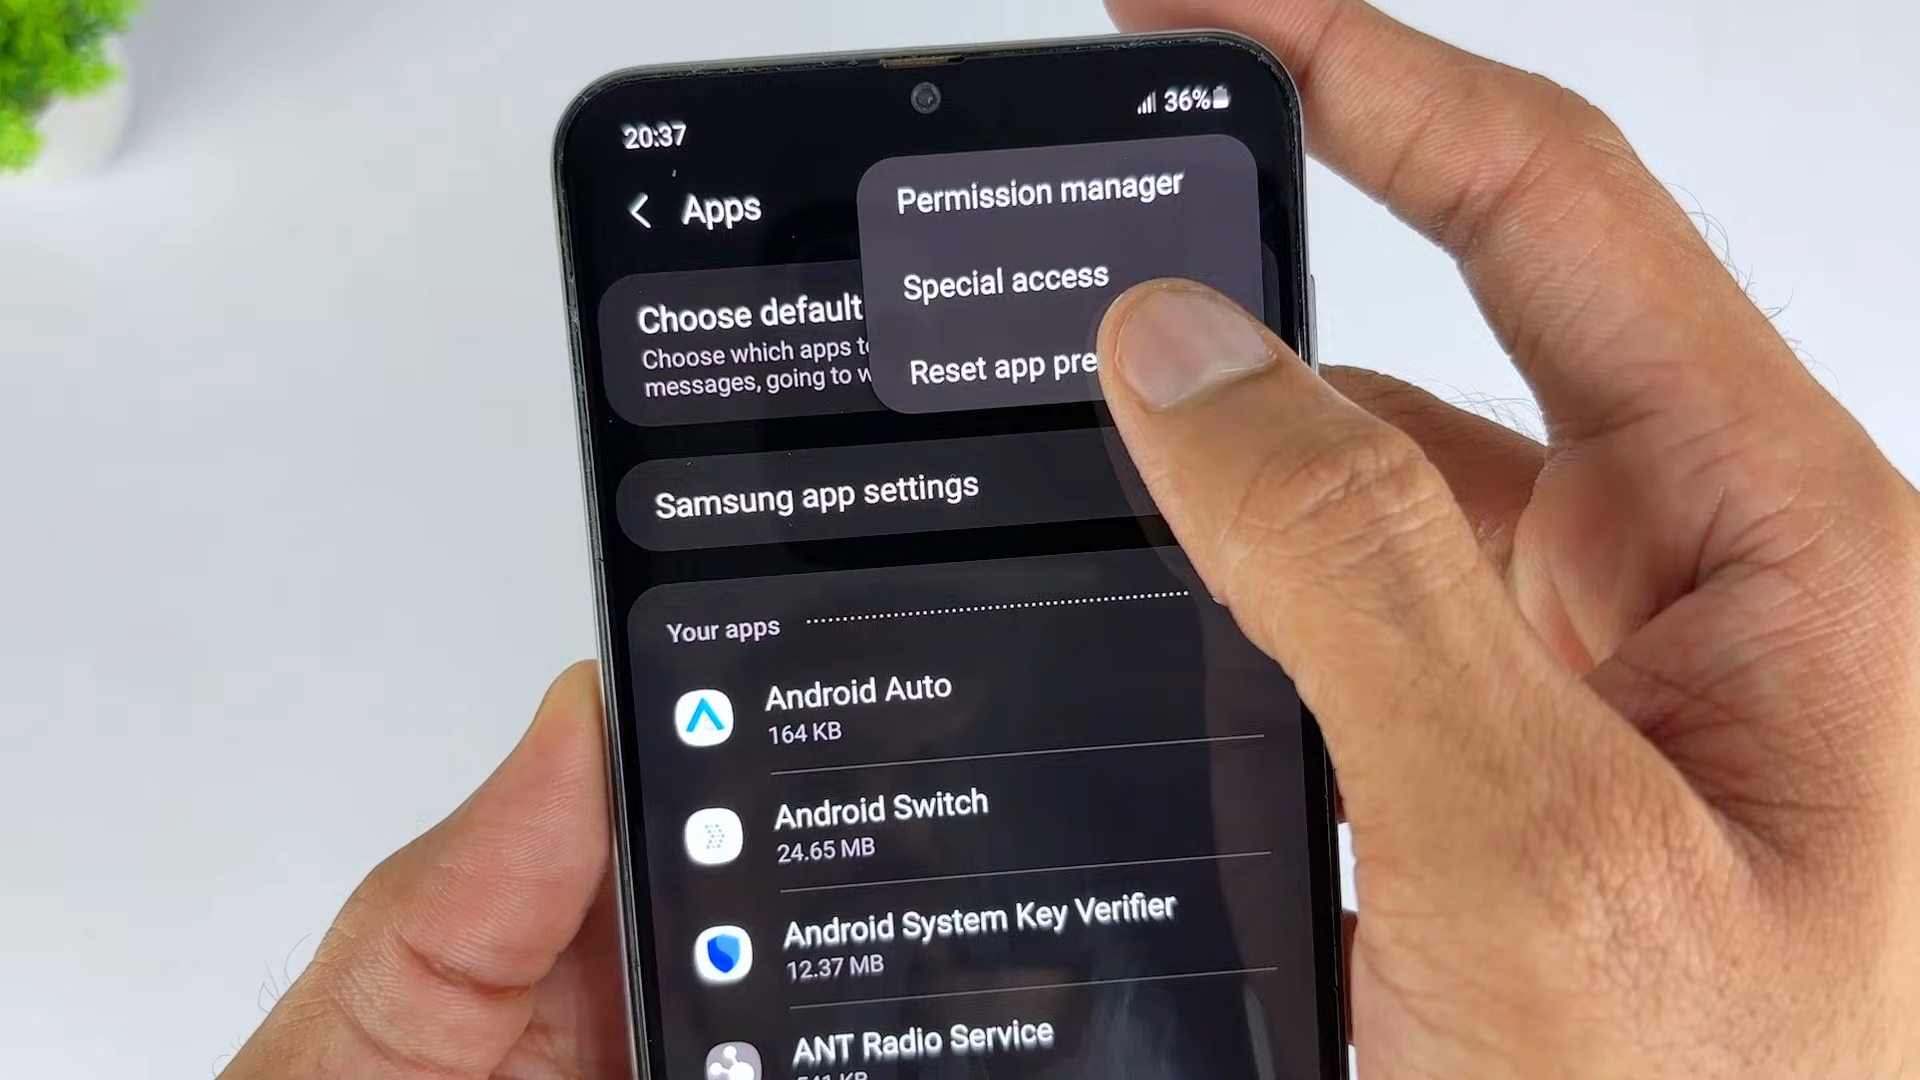 20:37
36%
Apps
Permission manager
Special access
Reset app pre
Choose default
Choose which apps t
messages, going to w
Samsung app settings
Your apps
Android Auto
164 KB
Android Switch
24.65 MB
Android System Key Verifier
12.37 MB
ANT Radio Service
541 KB